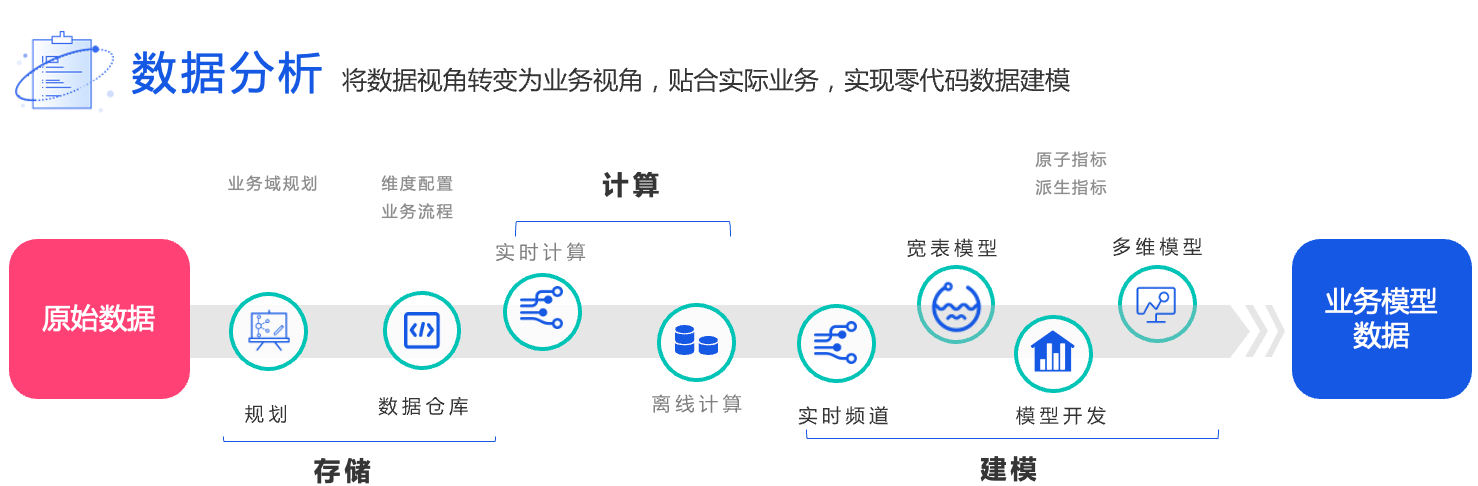 数据分析
将数据视角转变为业务视角，贴合实际业务，实现零代码数据建模
业务域规划
维度配置
业务流程
计算
原子指标
派生指标
实时计算
宽表模型
多维模型
原始数据
业务模型
数据
规划
数据仓库
离线计算
实时频道
模型开发
存储
建模